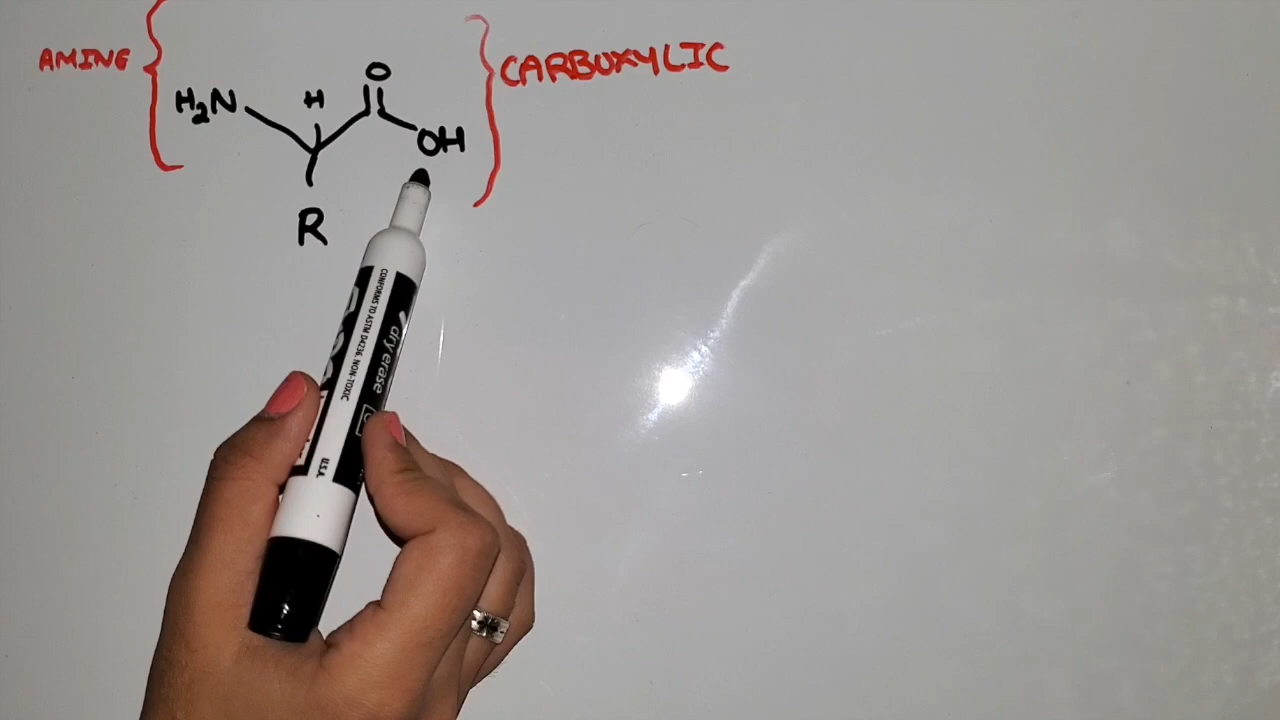 AMINE
CARBOXYLIC
O
H₂N
H
OH
R
CONFORMS TO ASTM D4236, NON-TOXIC
dry erase
U.S.A.